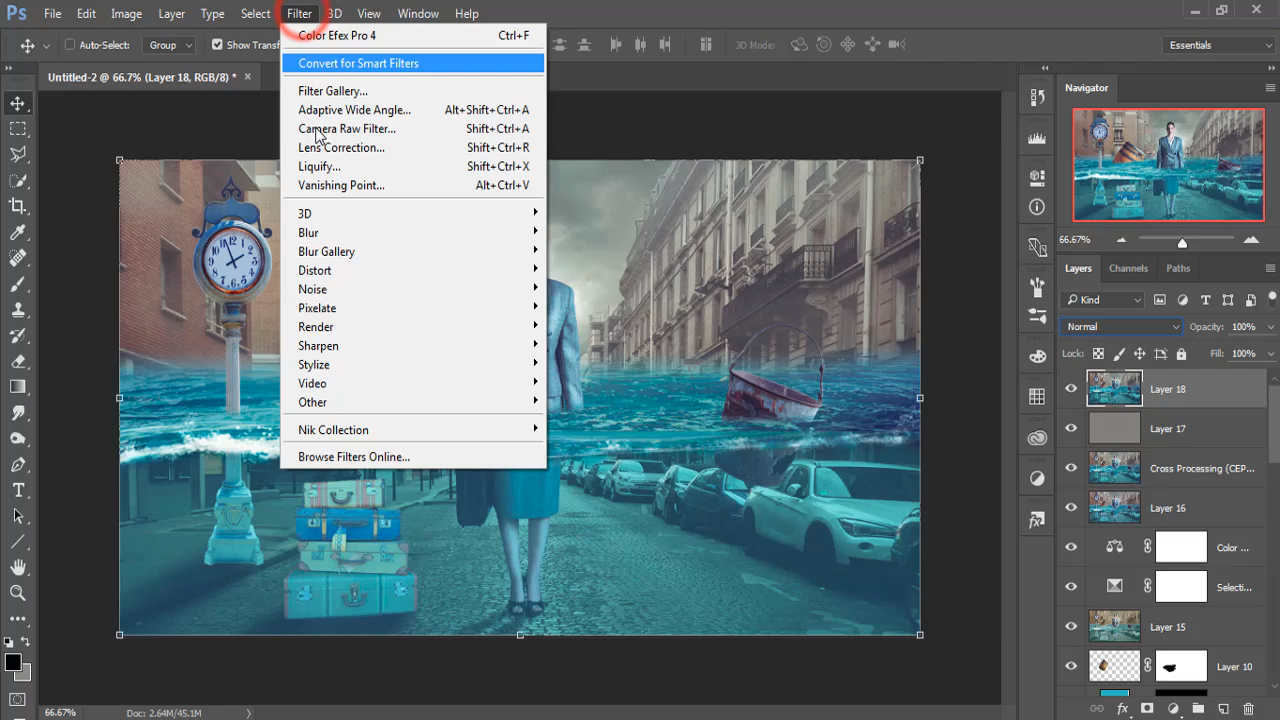 Ps File Edit Image Layer Type Select Filter 3D View Window Help
Auto-Select: Group Show Transf 3D Mode: Essentials
Untitled-2 @ 66.7% (Layer 18, RGB/8) * ×
Color Efex Pro 4 Ctrl+F
Convert for Smart Filters
Filter Gallery...
Adaptive Wide Angle... Alt+Shift+Ctrl+A
Camera Raw Filter... Shift+Ctrl+A
Lens Correction... Shift+Ctrl+R
Liquify... Shift+Ctrl+X
Vanishing Point... Alt+Ctrl+V
3D
Blur
Blur Gallery
Distort
Noise
Pixelate
Render
Sharpen
Stylize
Video
Other
Nik Collection
Browse Filters Online...
Navigator
66.67%
Layers Channels Paths
Kind
Normal Opacity: 100%
Lock: Fill: 100%
Layer 18
Layer 17
Cross Processing (CEP...
Layer 16
Color ...
Selecti...
Layer 15
Layer 10
66.67% Doc: 2.64M/45.1M